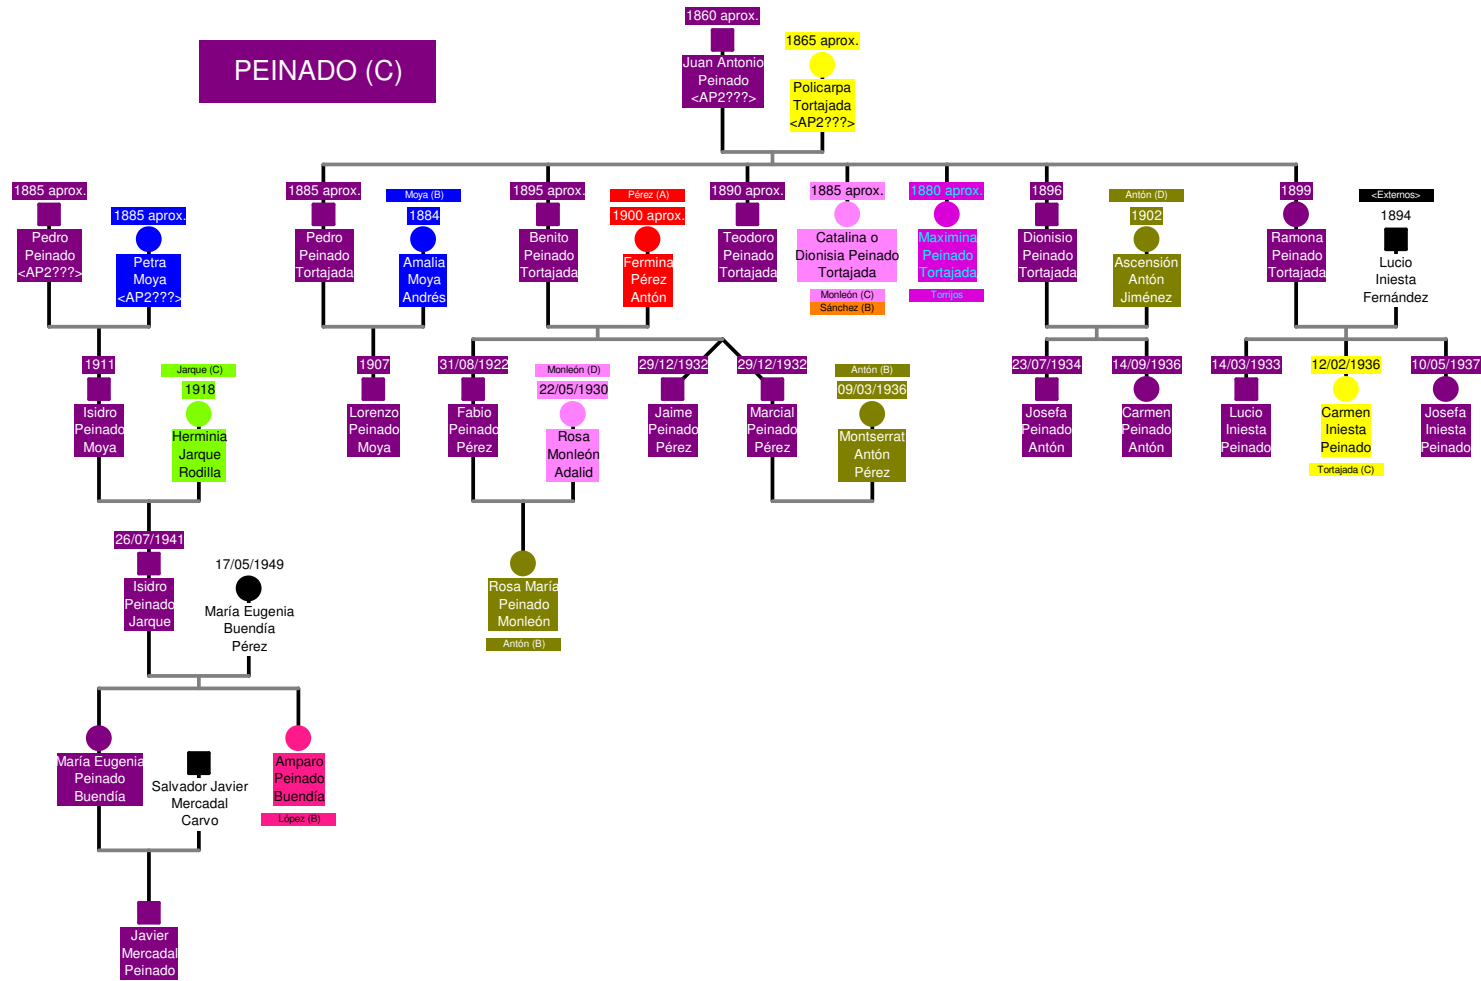 PEINADO (C)
1860 aprox.
Juan Antonio
Peinado
<AP2???>
1865 aprox.
Policarpa
Tortajada
<AP2???>
1885 aprox.
Pedro
Peinado
<AP2???>
1885 aprox.
Petra
Moya
<AP2???>
1885 aprox.
Pedro
Peinado
Tortajada
Moya (B)
1884
Amalia
Moya
Andrés
1895 aprox.
Benito
Peinado
Tortajada
Pérez (A)
1900 aprox.
Fermina
Pérez
Antón
1890 aprox.
Teodoro
Peinado
Tortajada
1885 aprox.
Catalina o
Dionisia Peinado
Tortajada
Monleón (C)
Sánchez (B)
1880 aprox.
Maximina
Peinado
Tortajada
Torrijos
1896
Dionisio
Peinado
Tortajada
Antón (D)
1902
Ascensión
Antón
Jiménez
1899
Ramona
Peinado
Tortajada
<Externos>
1894
Lucio
Iniesta
Fernández
1911
Isidro
Peinado
Moya
Jarque (C)
1918
Herminia
Jarque
Rodilla
1907
Lorenzo
Peinado
Moya
31/08/1922
Fabio
Peinado
Pérez
Monleón (D)
22/05/1930
Rosa
Monleón
Adalid
29/12/1932
Jaime
Peinado
Pérez
29/12/1932
Marcial
Peinado
Pérez
Antón (B)
09/03/1936
Montserrat
Antón
Pérez
23/07/1934
Josefa
Peinado
Antón
14/09/1936
Carmen
Peinado
Antón
14/03/1933
Lucio
Iniesta
Peinado
12/02/1936
Carmen
Iniesta
Peinado
Tortajada (C)
10/05/1937
Josefa
Iniesta
Peinado
26/07/1941
Isidro
Peinado
Jarque
17/05/1949
María Eugenia
Buendía
Pérez
Rosa María
Peinado
Monleón
Antón (B)
María Eugenia
Peinado
Buendía
Salvador Javier
Mercadal
Carvo
Amparo
Peinado
Buendía
López (B)
Javier
Mercadal
Peinado